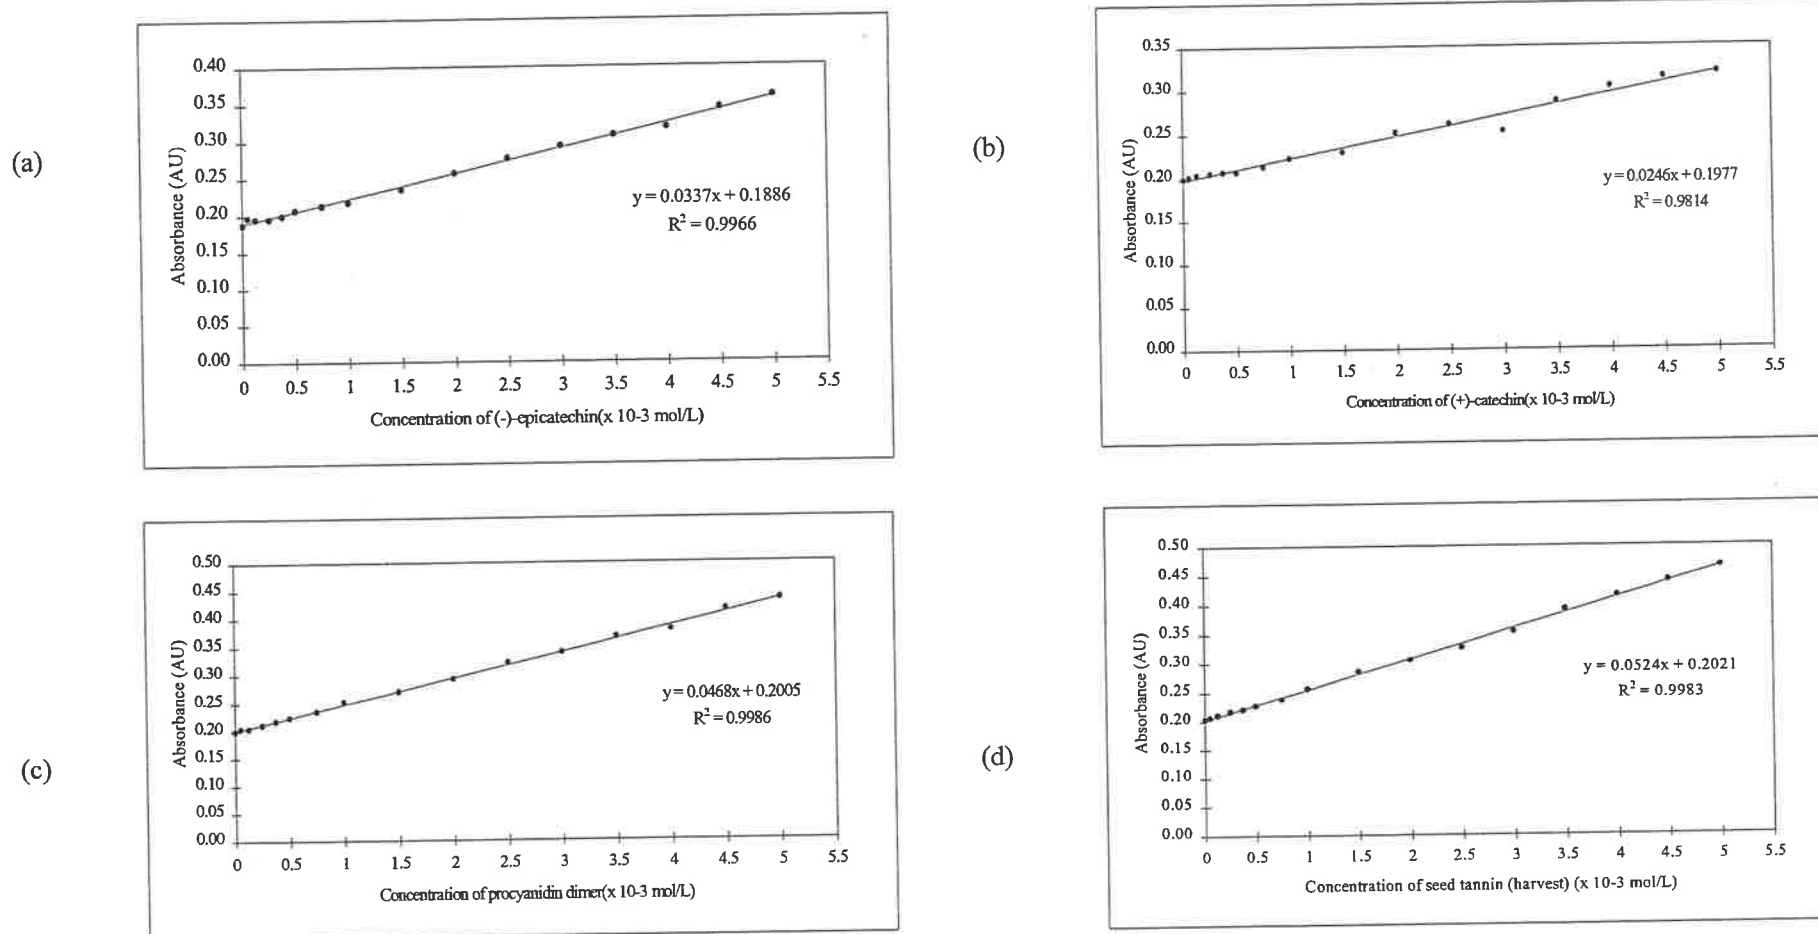 (a)
0.40
0.35
0.30
0.25
0.20
0.15
0.10
0.05
0.00
Absorbance (AU)
y = 0.0337x + 0.1886
R² = 0.9966
0 0.5 1 1.5 2 2.5 3 3.5 4 4.5 5 5.5
Concentration of (-)-epicatechin(x 10-3 mol/L)
(b)
0.35
0.30
0.25
0.20
0.15
0.10
0.05
0.00
Absorbance (AU)
y = 0.0246x + 0.1977
R² = 0.9814
0 0.5 1 1.5 2 2.5 3 3.5 4 4.5 5 5.5
Concentration of (+)-catechin(x 10-3 mol/L)
(c)
0.50
0.45
0.40
0.35
0.30
0.25
0.20
0.15
0.10
0.05
0.00
Absorbance (AU)
y = 0.0468x + 0.2005
R² = 0.9986
0 0.5 1 1.5 2 2.5 3 3.5 4 4.5 5 5.5
Concentration of procyanidin dimer(x 10-3 mol/L)
(d)
0.50
0.45
0.40
0.35
0.30
0.25
0.20
0.15
0.10
0.05
0.00
Absorbance (AU)
y = 0.0524x + 0.2021
R² = 0.9983
0 0.5 1 1.5 2 2.5 3 3.5 4 4.5 5 5.5
Concentration of seed tannin (harvest) (x 10-3 mol/L)